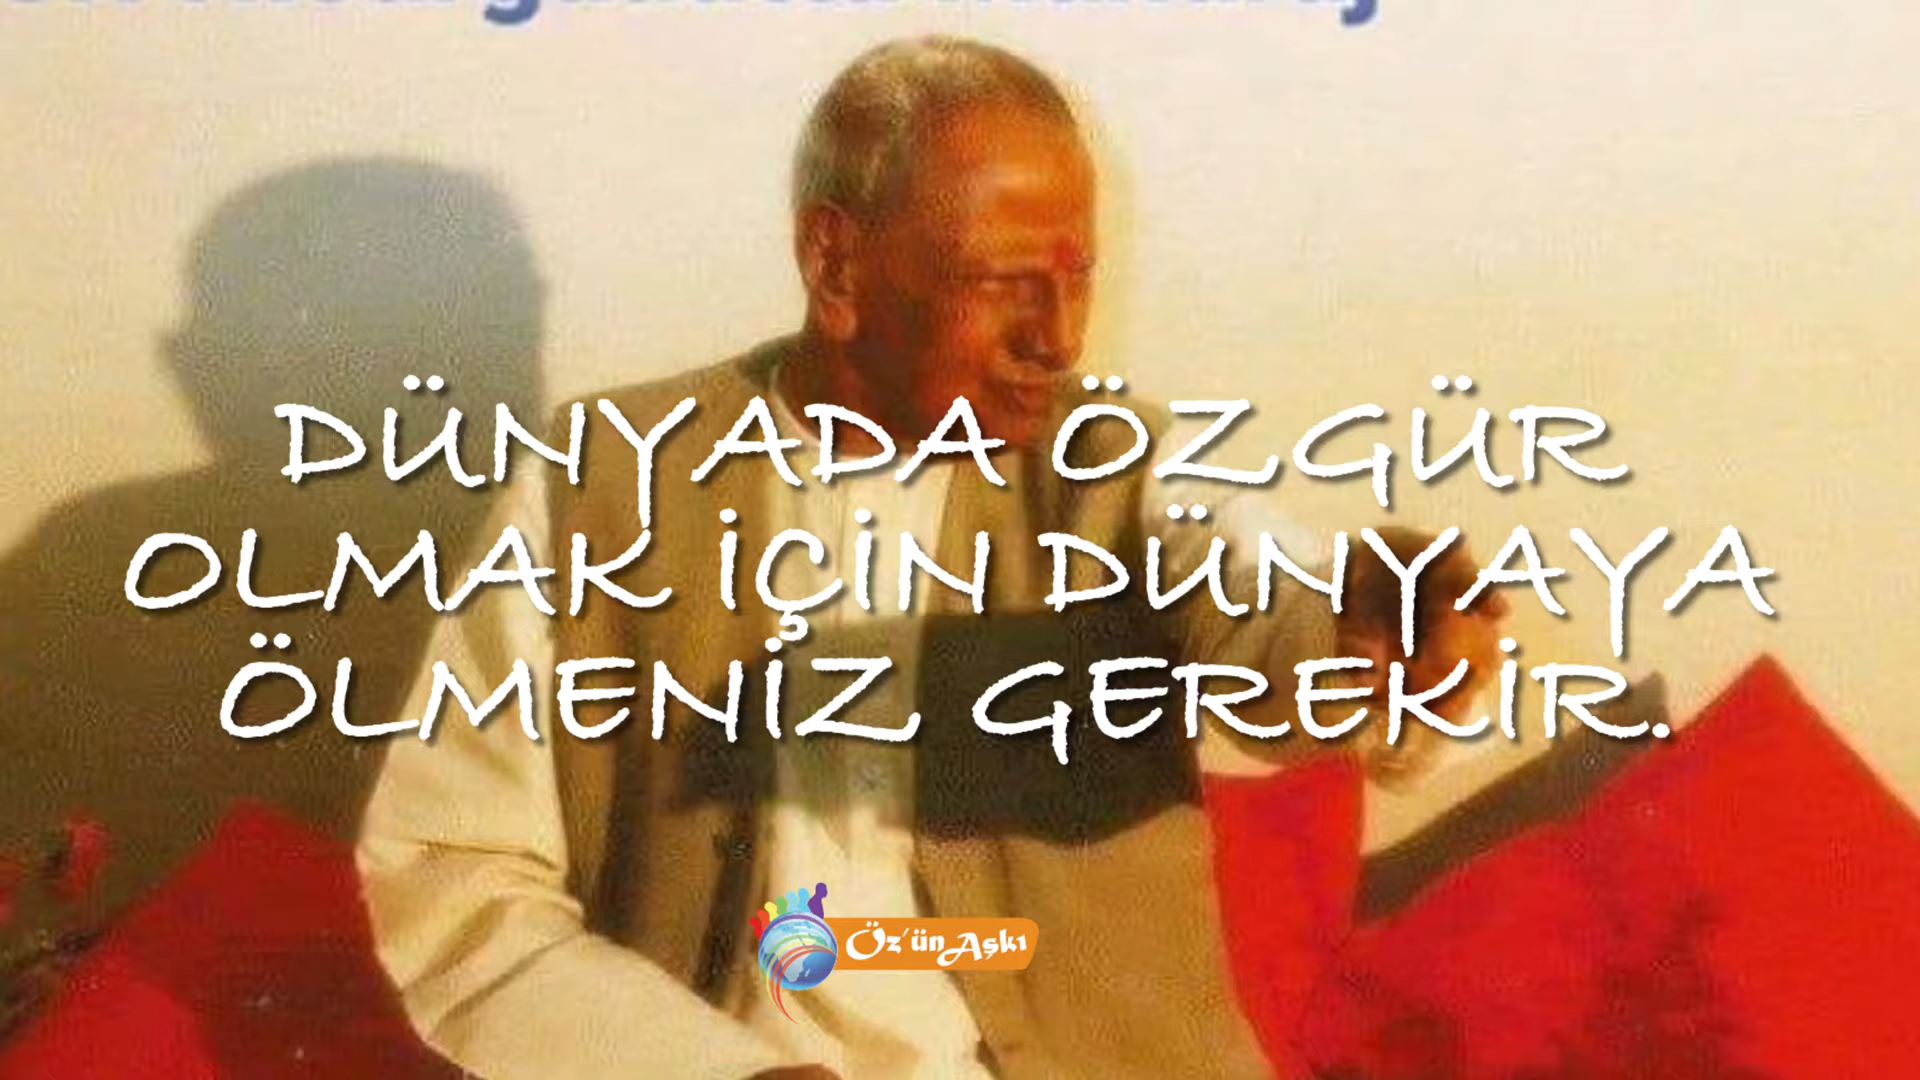 DÜNYADA ÖZGÜR
OLMAK İÇİN DÜNYAYA
ÖLMENİZ GEREKİR.
Öz'ün Aşkı